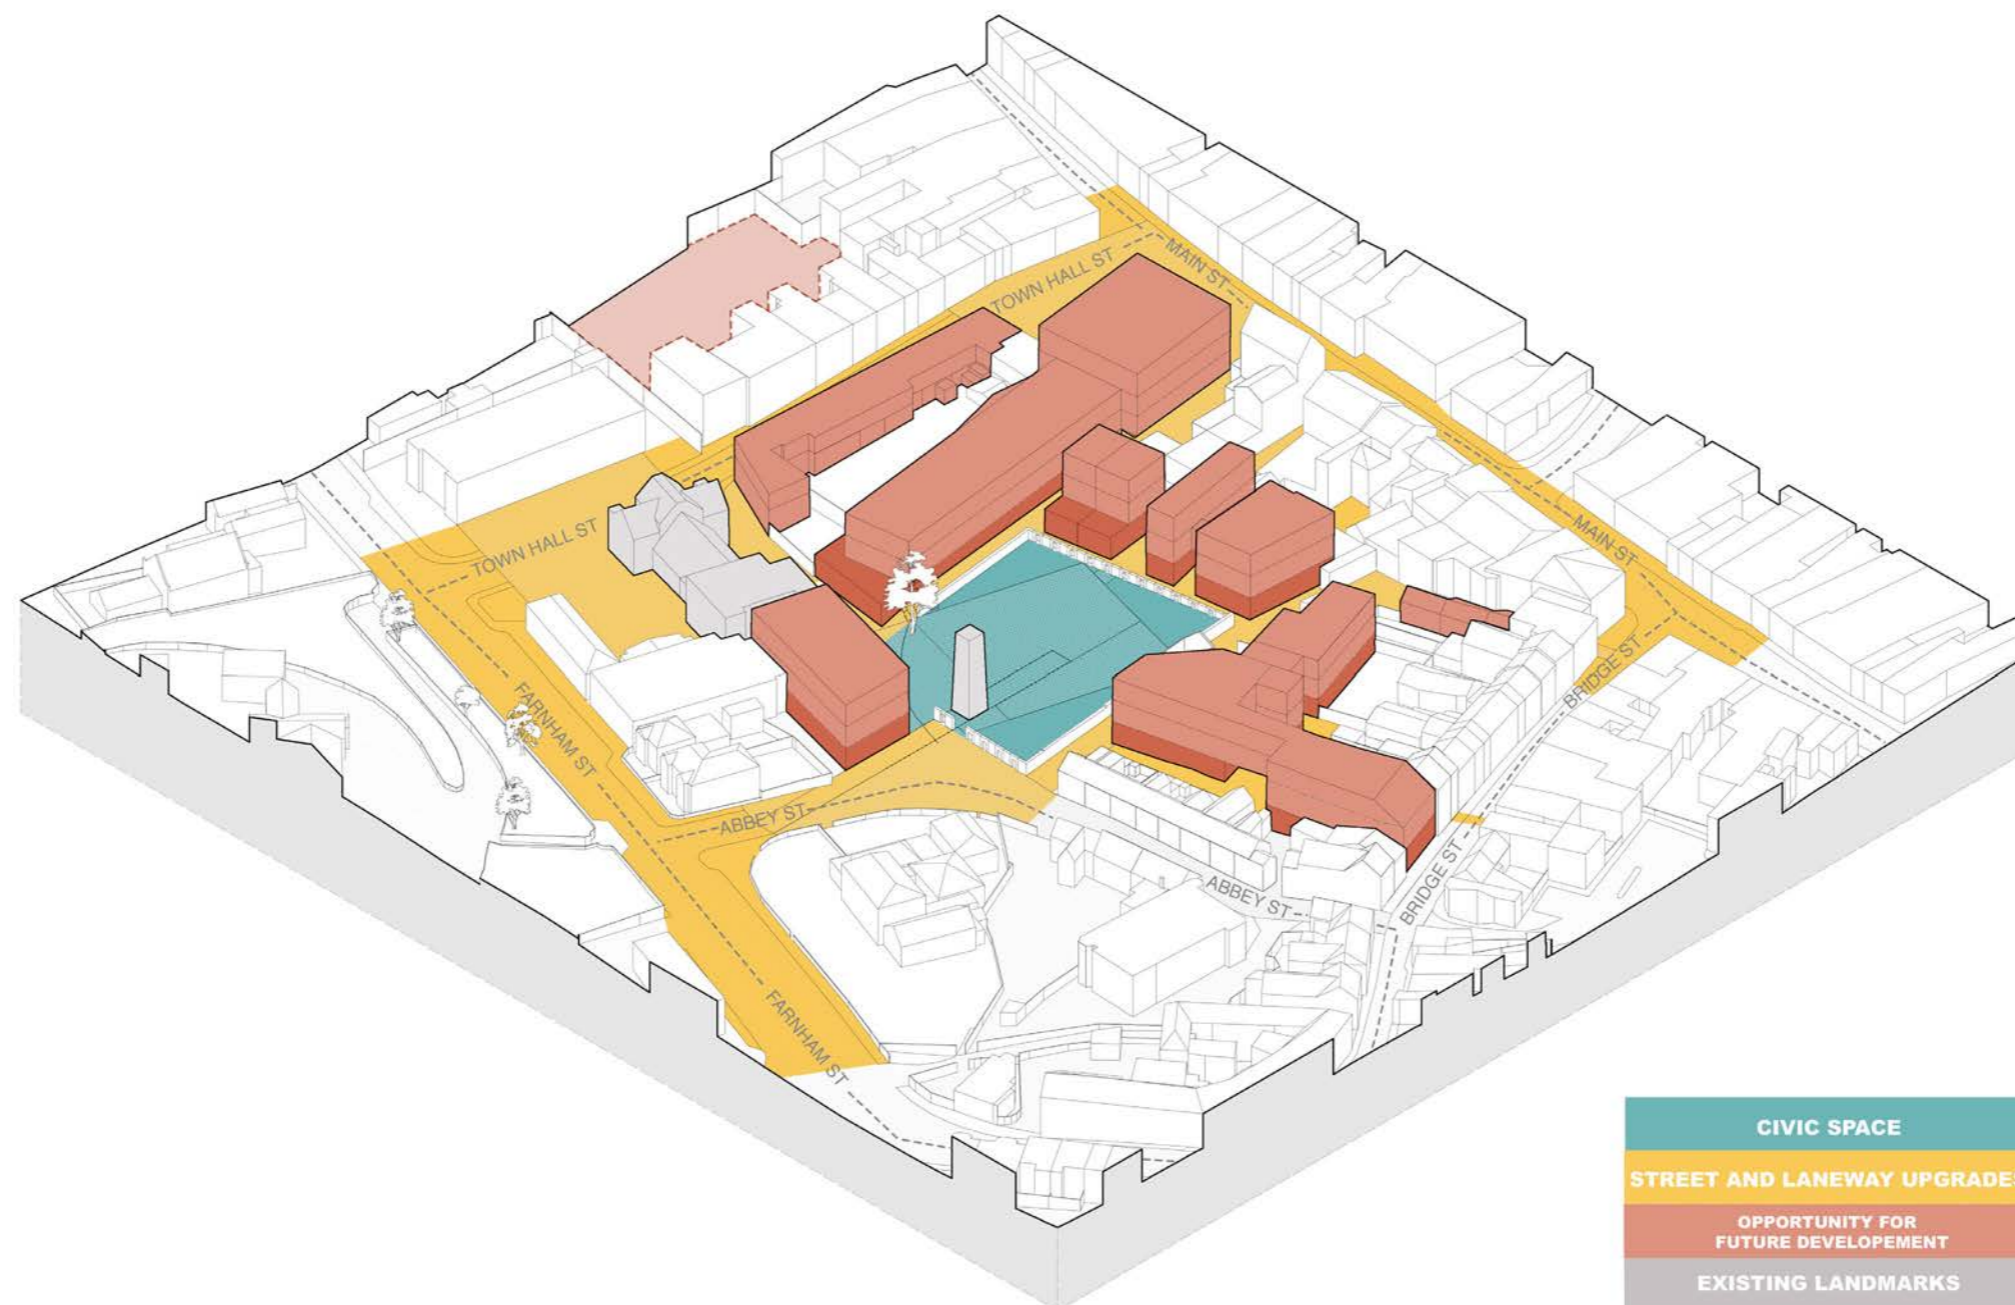 MAIN ST
TOWN HALL ST
TOWN HALL ST
MAIN ST
BRIDGE ST
FARNHAM ST
ABBEY ST
ABBEY ST
BRIDGE ST
FARNHAM ST
CIVIC SPACE
STREET AND LANEWAY UPGRADE
OPPORTUNITY FOR
FUTURE DEVELOPEMENT
EXISTING LANDMARKS